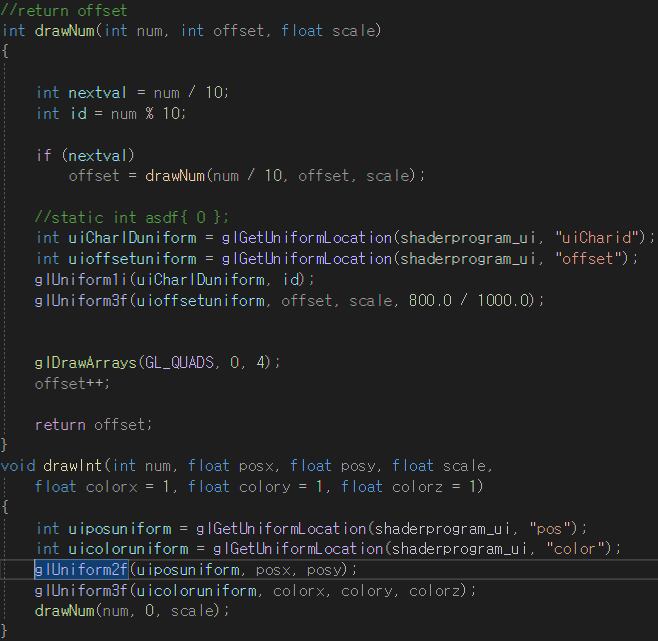 //return offset
int drawNum(int num, int offset, float scale)
{
int nextval = num / 10;
int id = num % 10;
if (nextval)
offset = drawNum(num / 10, offset, scale);
//static int asdf{ 0 };
int uiCharIDuniform = glGetUniformLocation(shaderprogram_ui, "uiCharid");
int uioffsetuniform = glGetUniformLocation(shaderprogram_ui, "offset");
glUniform1i(uiCharIDuniform, id);
glUniform3f(uioffsetuniform, offset, scale, 800.0 / 1000.0);
glDrawArrays(GL_QUADS, 0, 4);
offset++;
return offset;
}
void drawInt(int num, float posx, float posy, float scale,
float colorx = 1, float colory = 1, float colorz = 1)
{
int uiposuniform = glGetUniformLocation(shaderprogram_ui, "pos");
int uicoloruniform = glGetUniformLocation(shaderprogram_ui, "color");
glUniform2f(uiposuniform, posx, posy);
glUniform3f(uicoloruniform, colorx, colory, colorz);
drawNum(num, 0, scale);
}